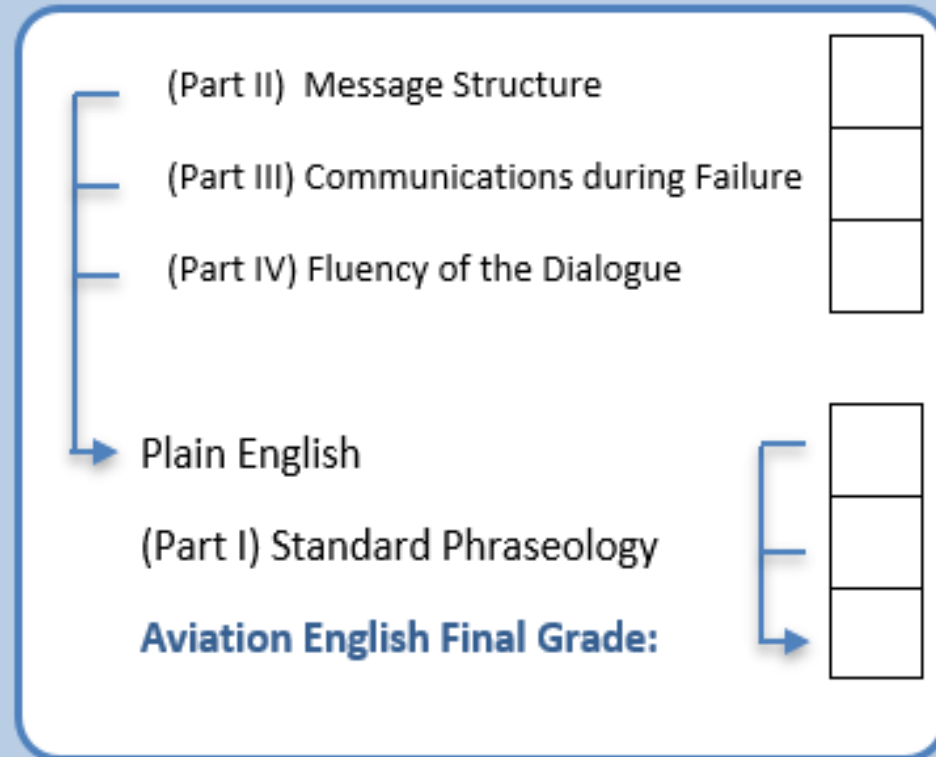 (Part II) Message Structure
(Part III) Communications during Failure
(Part IV) Fluency of the Dialogue
Plain English
(Part I) Standard Phraseology
Aviation English Final Grade: